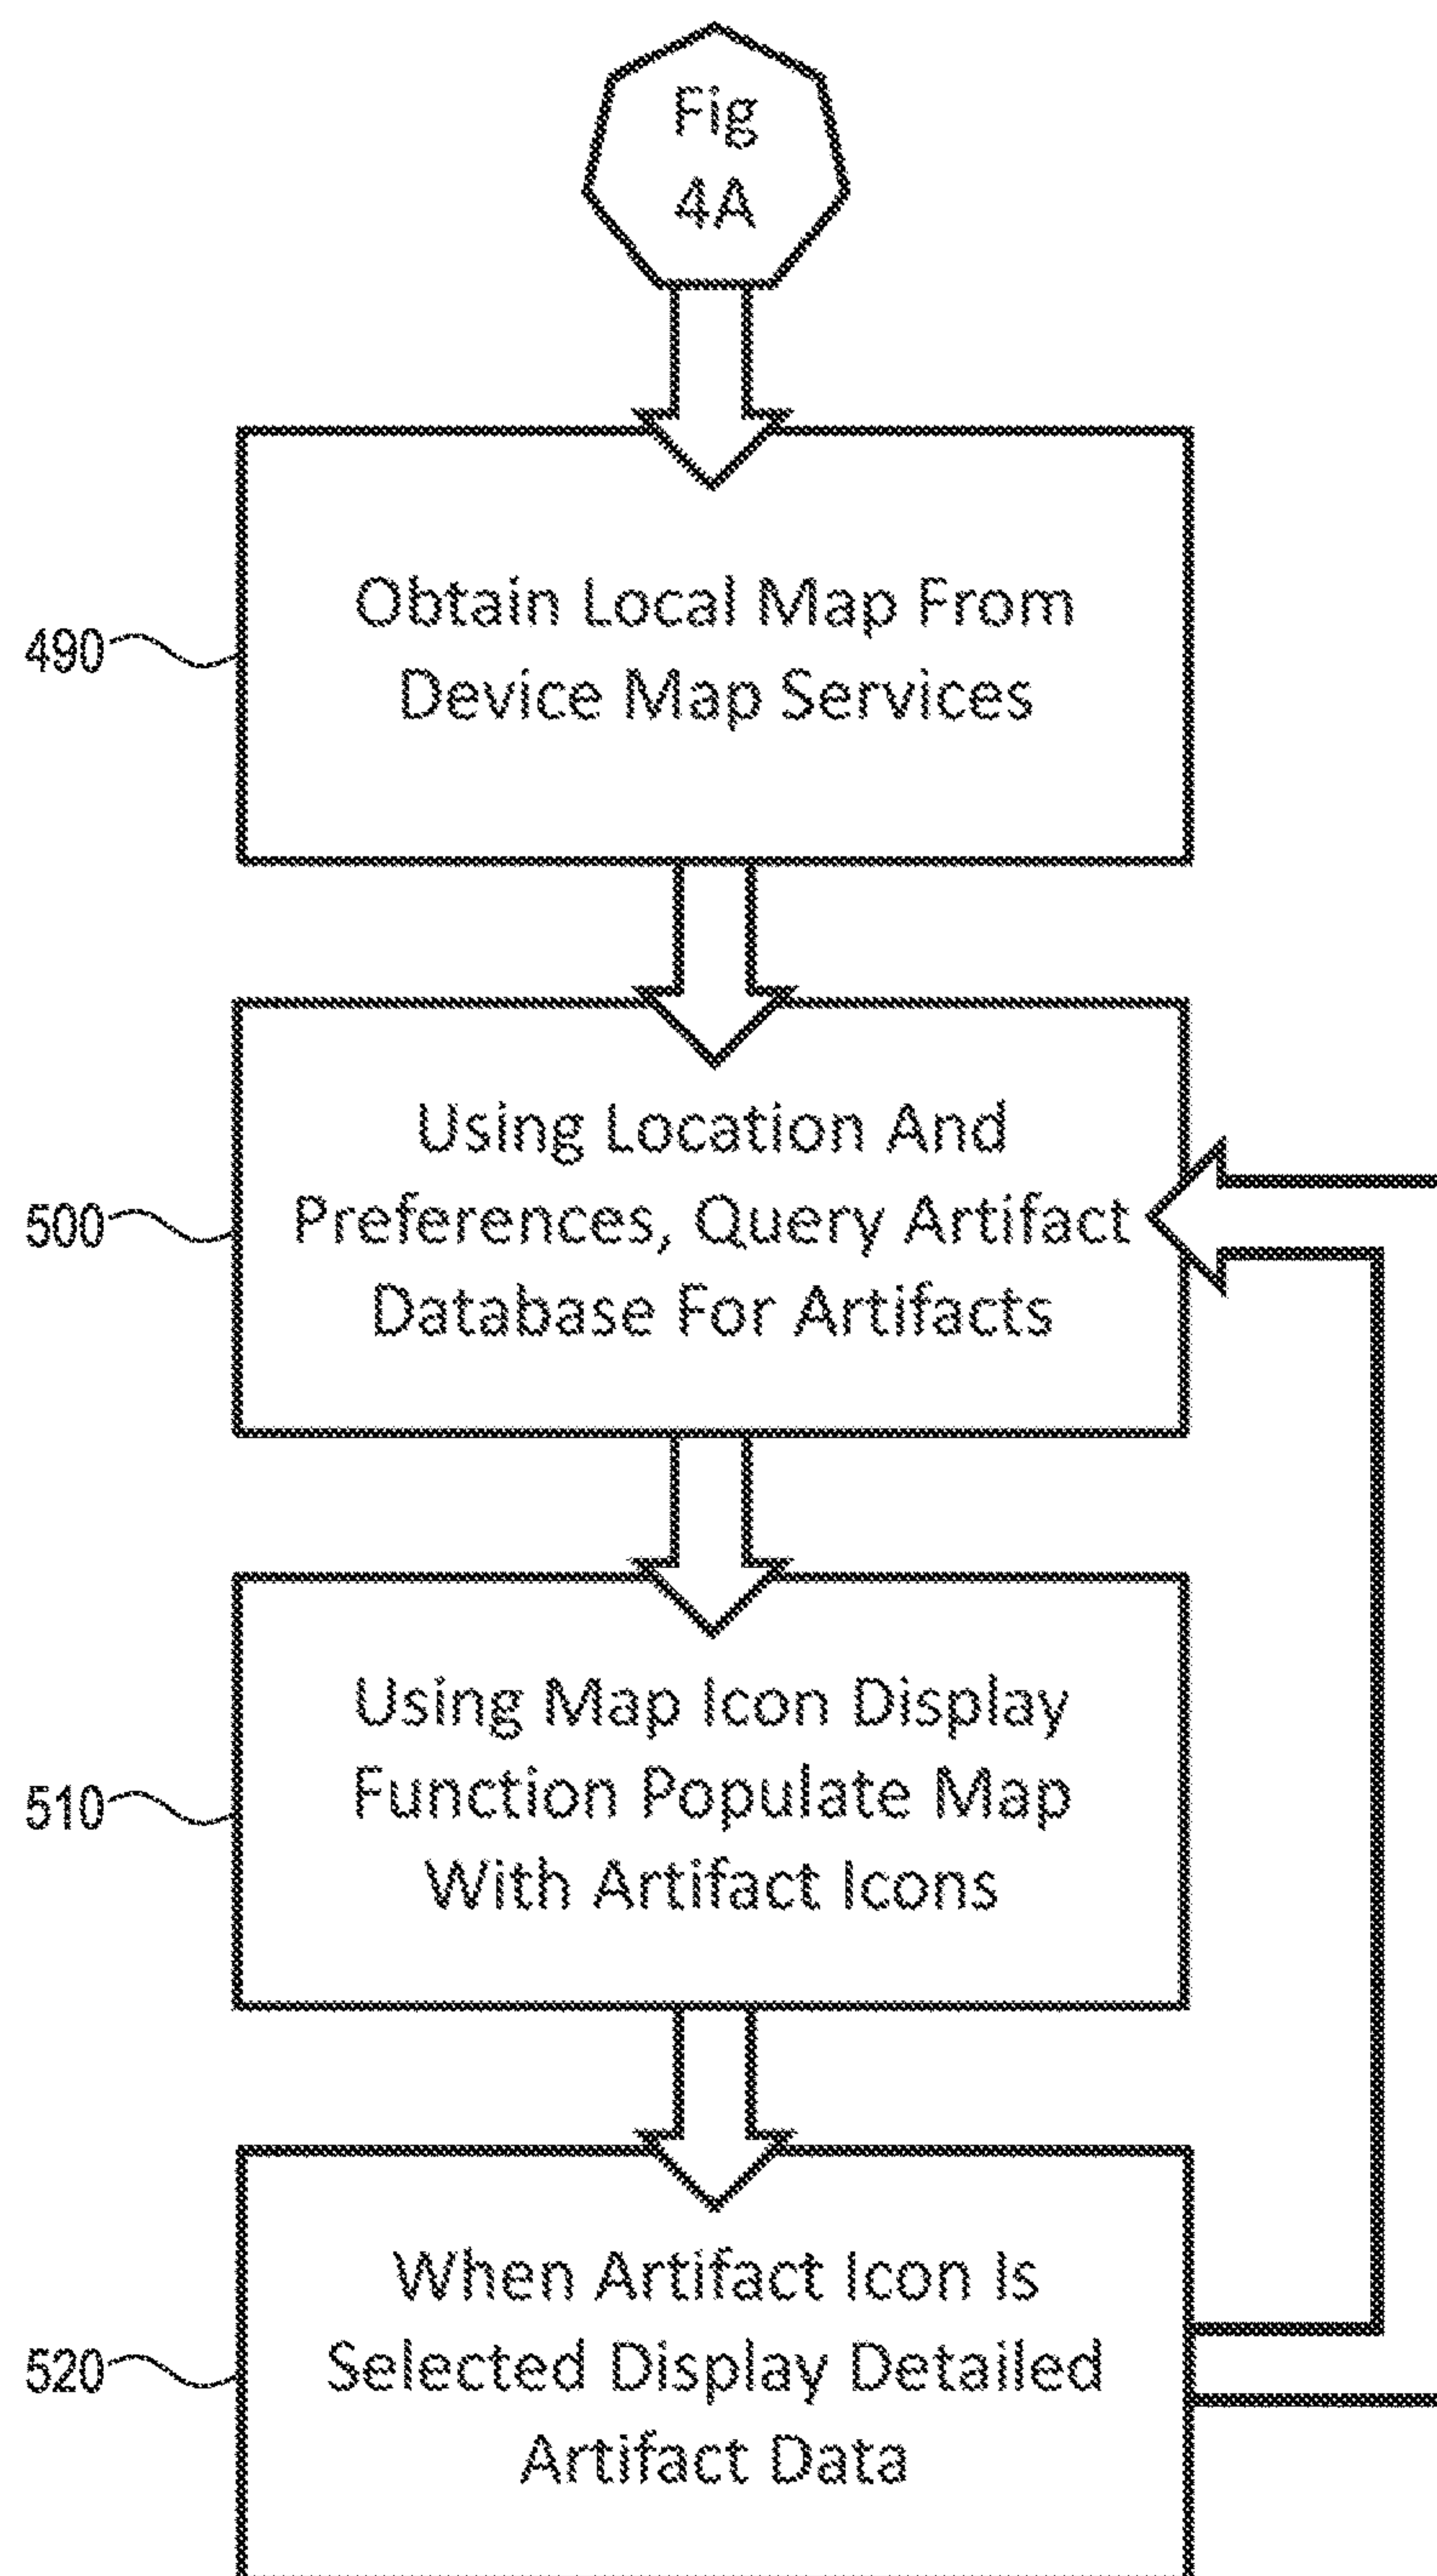 Fig
4A
490
Obtain Local Map From
Device Map Services
500
Using Location And
Preferences, Query Artifact
Database For Artifacts
510
Using Map Icon Display
Function Populate Map
With Artifact Icons
520
When Artifact Icon Is
Selected Display Detailed
Artifact Data